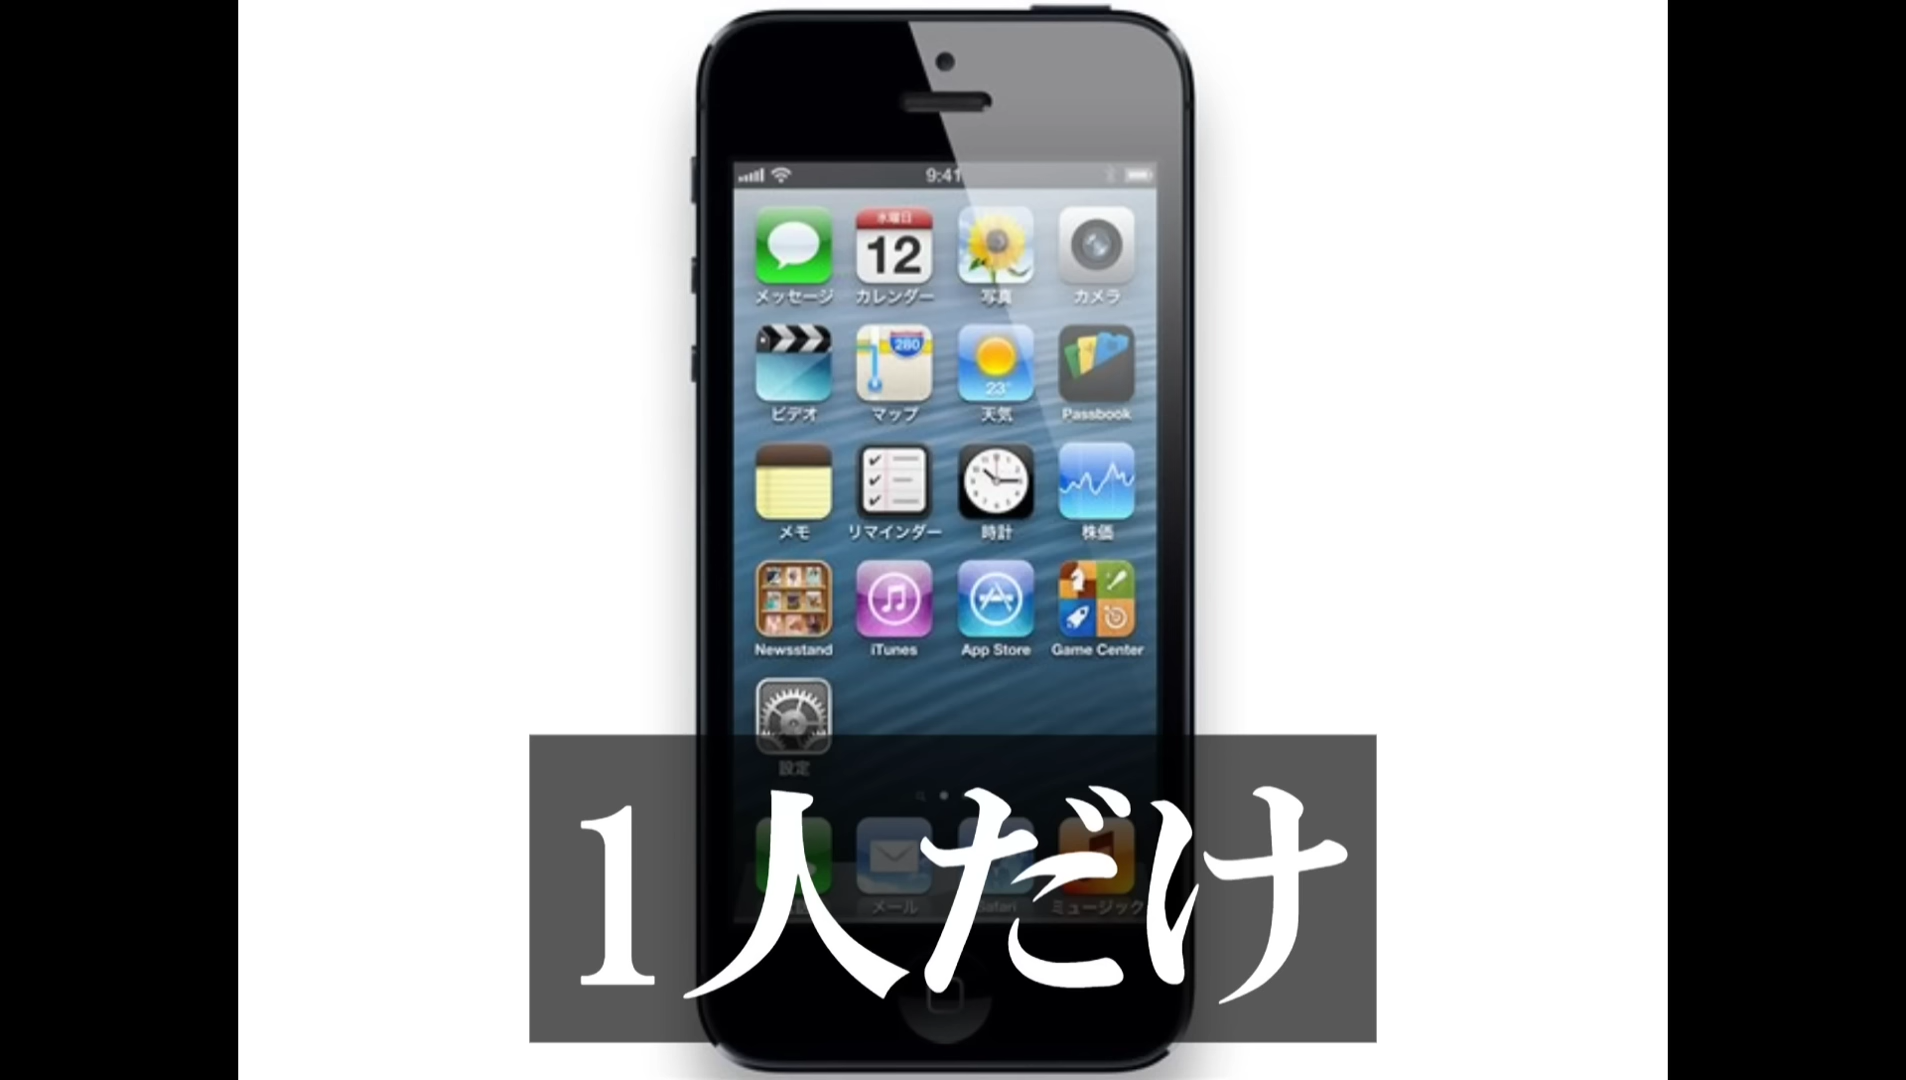 9:41
水曜日
12
メッセージ カレンダー 写真 カメラ
280
23°
ビデオ マップ 天気 Passbook
メモ リマインダー 時計 株価
Newsstand iTunes App Store Game Center
設定
メール Safari ミュージック
1人だけ